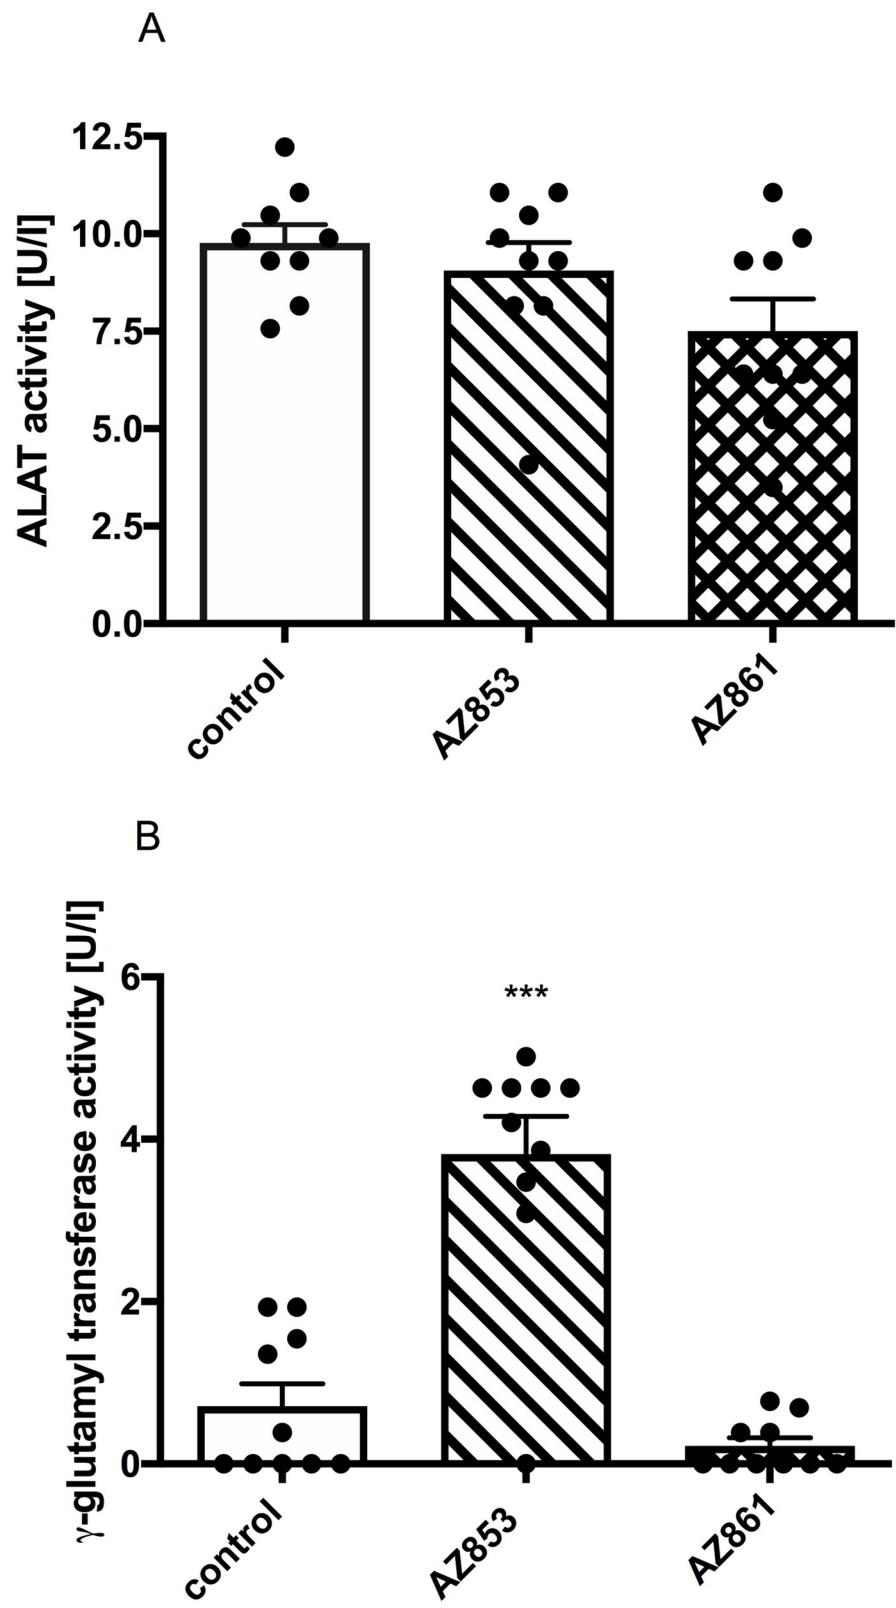 A
ALAT activity [U/l]
12.5
10.0
7.5
5.0
2.5
0.0
control
AZ853
AZ861
B
γ-glutamyl transferase activity [U/l]
6
4
2
0
***
control
AZ853
AZ861